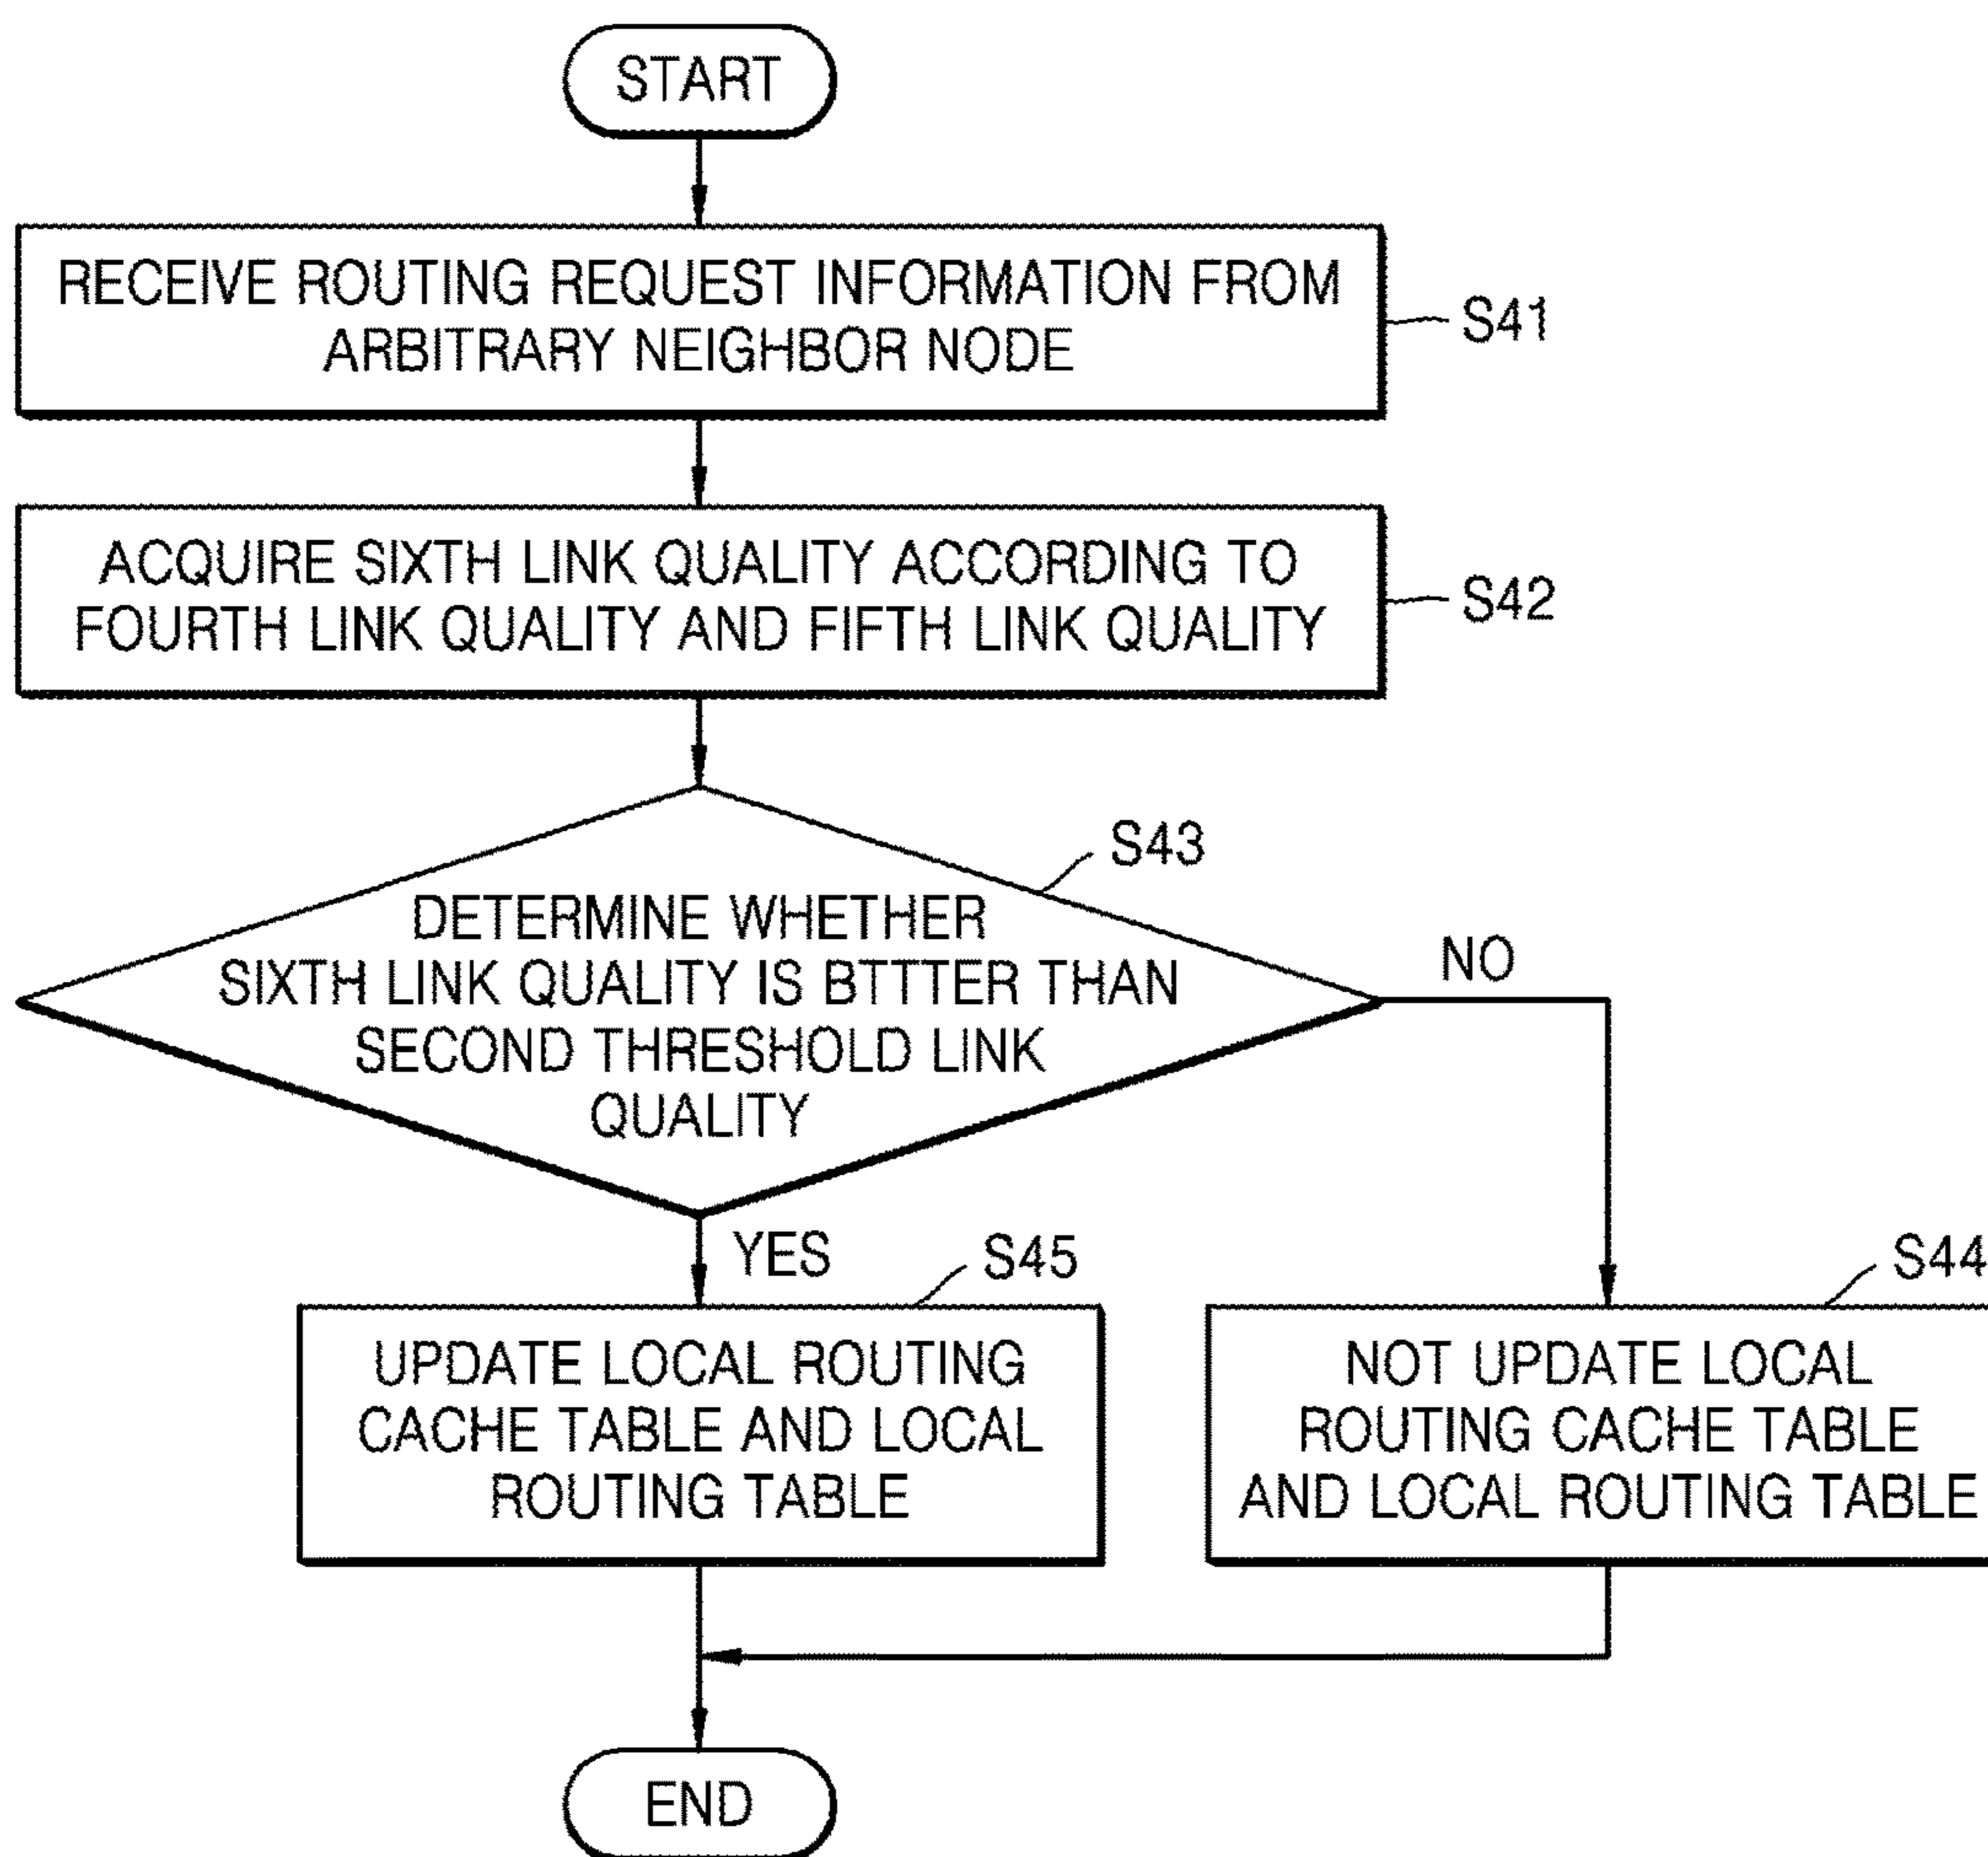 START
RECEIVE ROUTING REQUEST INFORMATION FROM
ARBITRARY NEIGHBOR NODE
S41
ACQUIRE SIXTH LINK QUALITY ACCORDING TO
FOURTH LINK QUALITY AND FIFTH LINK QUALITY
S42
S43
DETERMINE WHETHER
SIXTH LINK QUALITY IS BTTTER THAN
SECOND THRESHOLD LINK
QUALITY
NO
YES
S45
S44
UPDATE LOCAL ROUTING
CACHE TABLE AND LOCAL
ROUTING TABLE
NOT UPDATE LOCAL
ROUTING CACHE TABLE
AND LOCAL ROUTING TABLE
END